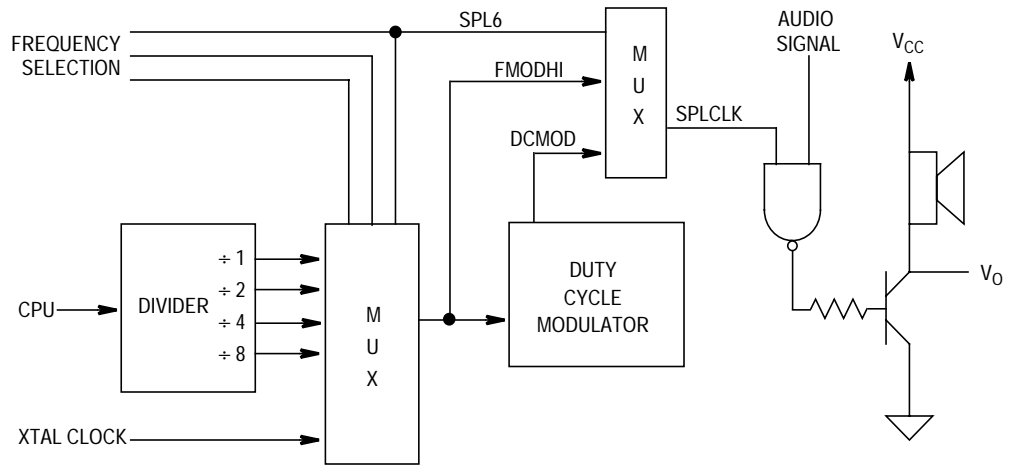 FREQUENCY
SELECTION
SPL6
FMODHI
DCMOD
M
U
X
SPLCLK
AUDIO
SIGNAL
VCC
CPU
DIVIDER
÷ 1
÷ 2
÷ 4
÷ 8
M
U
X
DUTY
CYCLE
MODULATOR
VO
XTAL CLOCK